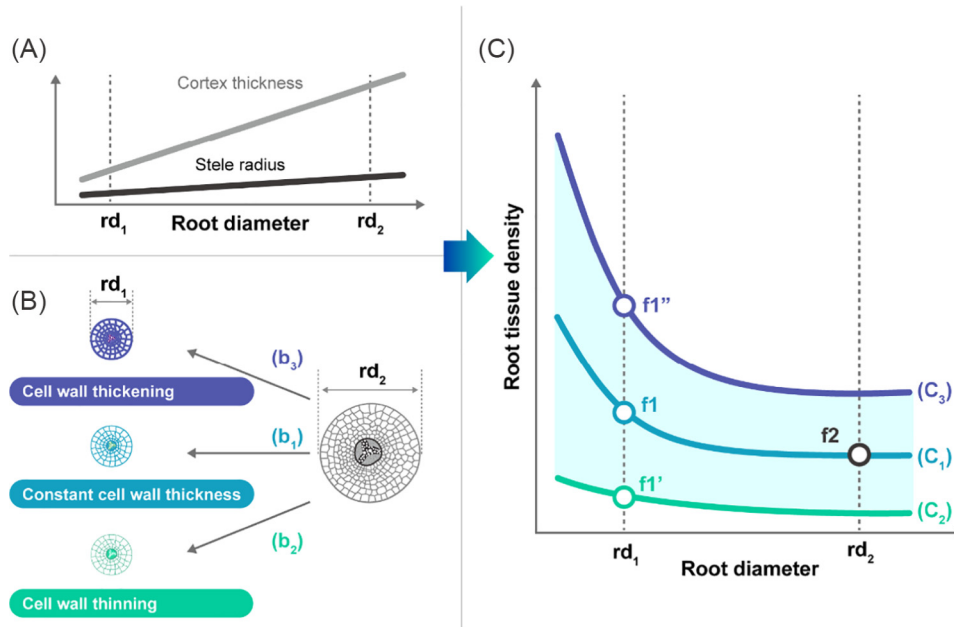 (A)
Cortex thickness
Stele radius
rd1
Root diameter
rd2
(B)
rd1
Cell wall thickening
(b3)
rd2
(b1)
Constant cell wall thickness
(b2)
Cell wall thinning
(C)
Root tissue density
f1”
(C3)
f1
f2
(C1)
f1’
(C2)
rd1
Root diameter
rd2